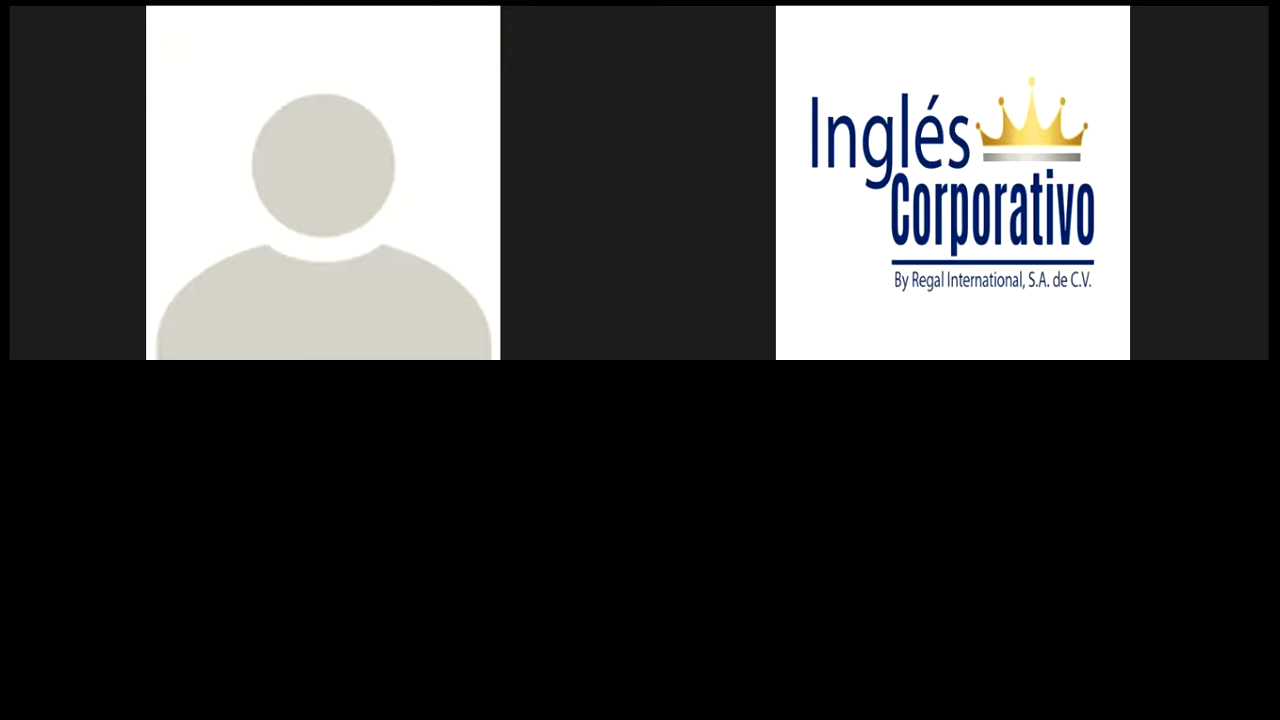 Inglés
Corporativo
By Regal International, S.A. de C.V.